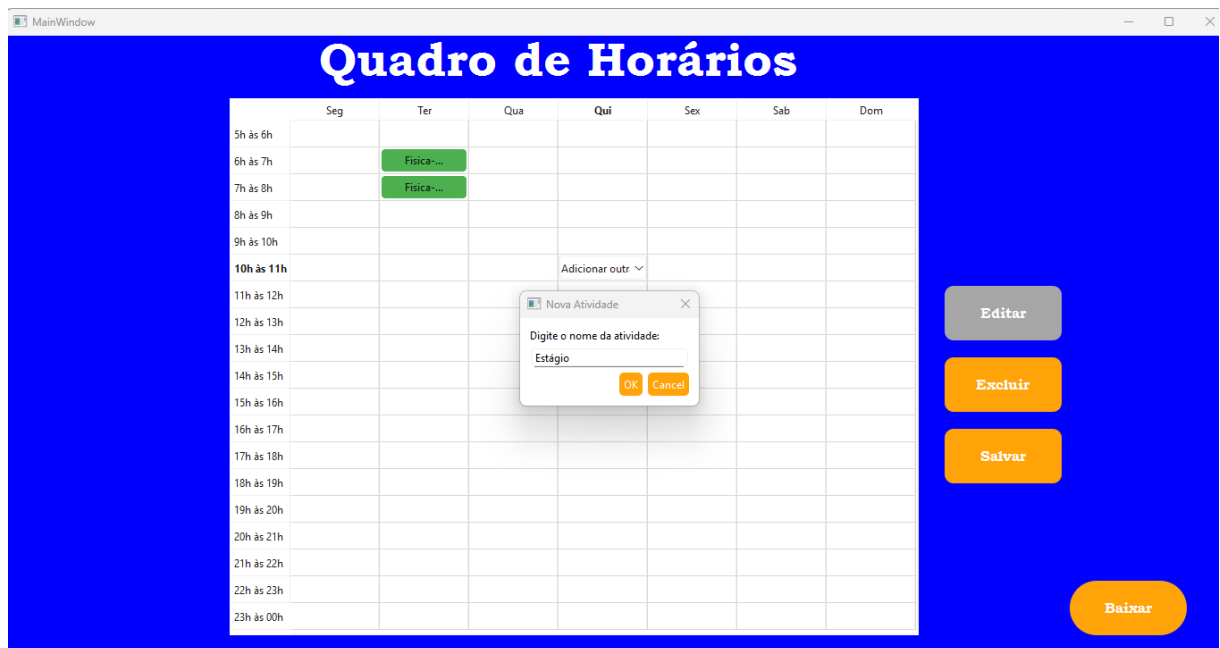 MainWindow
Quadro de Horários
Seg Ter Qua Qui Sex Sab Dom
5h às 6h
6h às 7h Fisica-...
7h às 8h Fisica-...
8h às 9h
9h às 10h
10h às 11h Adicionar outr
11h às 12h
Nova Atividade
12h às 13h
Editar
13h às 14h
Digite o nome da atividade:
Estágio
14h às 15h
OK Cancel
Excluir
15h às 16h
16h às 17h
17h às 18h
Salvar
18h às 19h
19h às 20h
20h às 21h
21h às 22h
22h às 23h
23h às 00h
Baixar